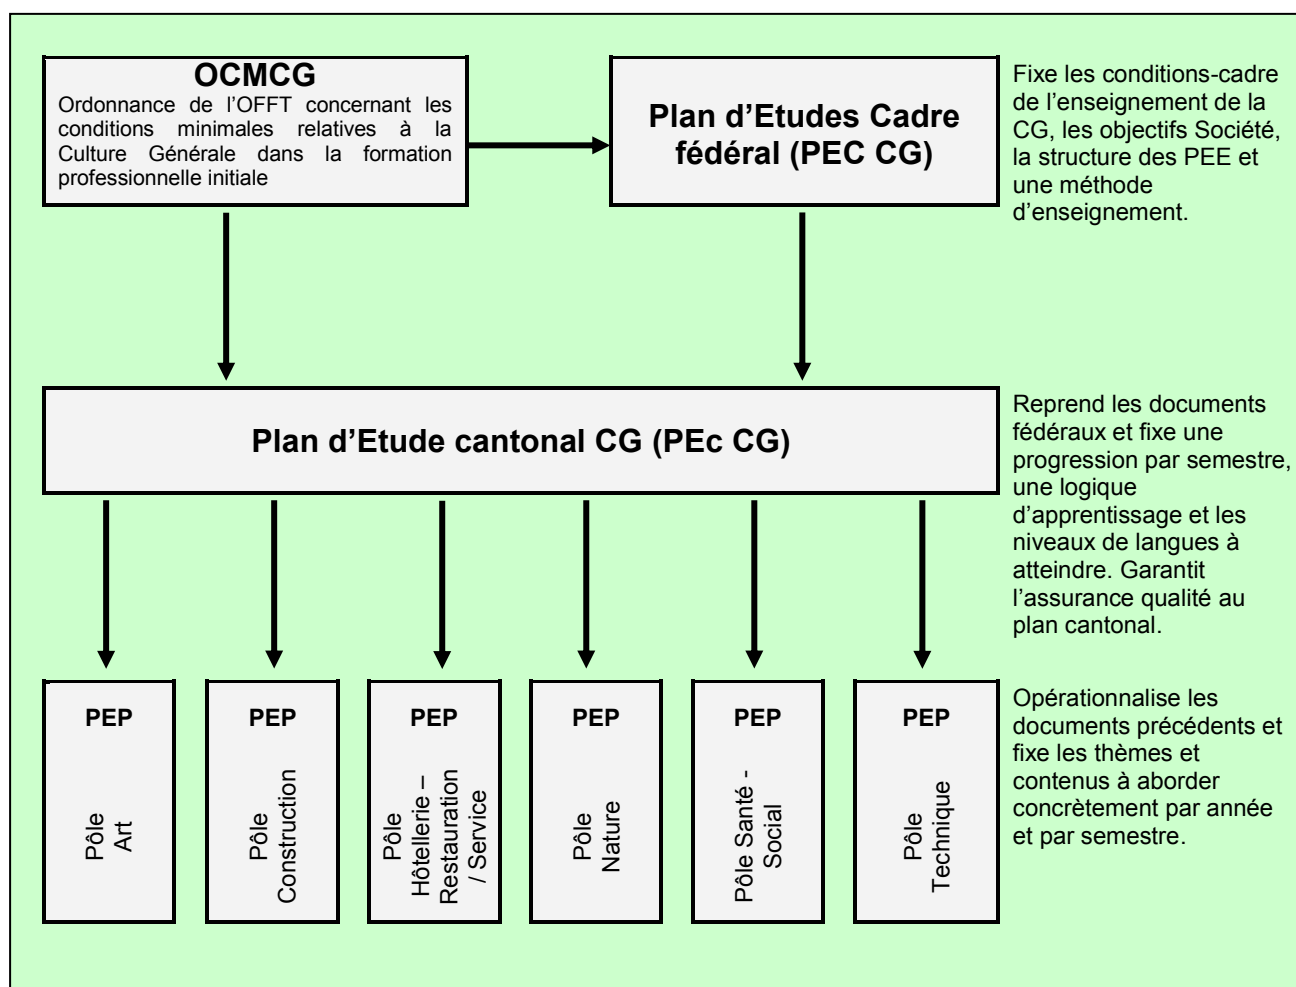 OCMCG
Ordonnance de l'OFFT concernant les
conditions minimales relatives à la
Culture Générale dans la formation
professionnelle initiale
Plan d'Etudes Cadre
fédéral (PEC CG)
Fixe les conditions-cadre
de l'enseignement de la
CG, les objectifs Société,
la structure des PEE et
une méthode
d'enseignement.
Plan d'Etude cantonal CG (PEc CG)
Reprend les documents
fédéraux et fixe une
progression par semestre,
une logique
d'apprentissage et les
niveaux de langues à
atteindre. Garantit
l'assurance qualité au
plan cantonal.
PEP
Pôle
Art
PEP
Pôle
Construction
PEP
Pôle
Hôtellerie –
Restauration
/ Service
PEP
Pôle
Nature
PEP
Pôle Santé -
Social
PEP
Pôle
Technique
Opérationnalise les
documents précédents et
fixe les thèmes et
contenus à aborder
concrètement par année
et par semestre.